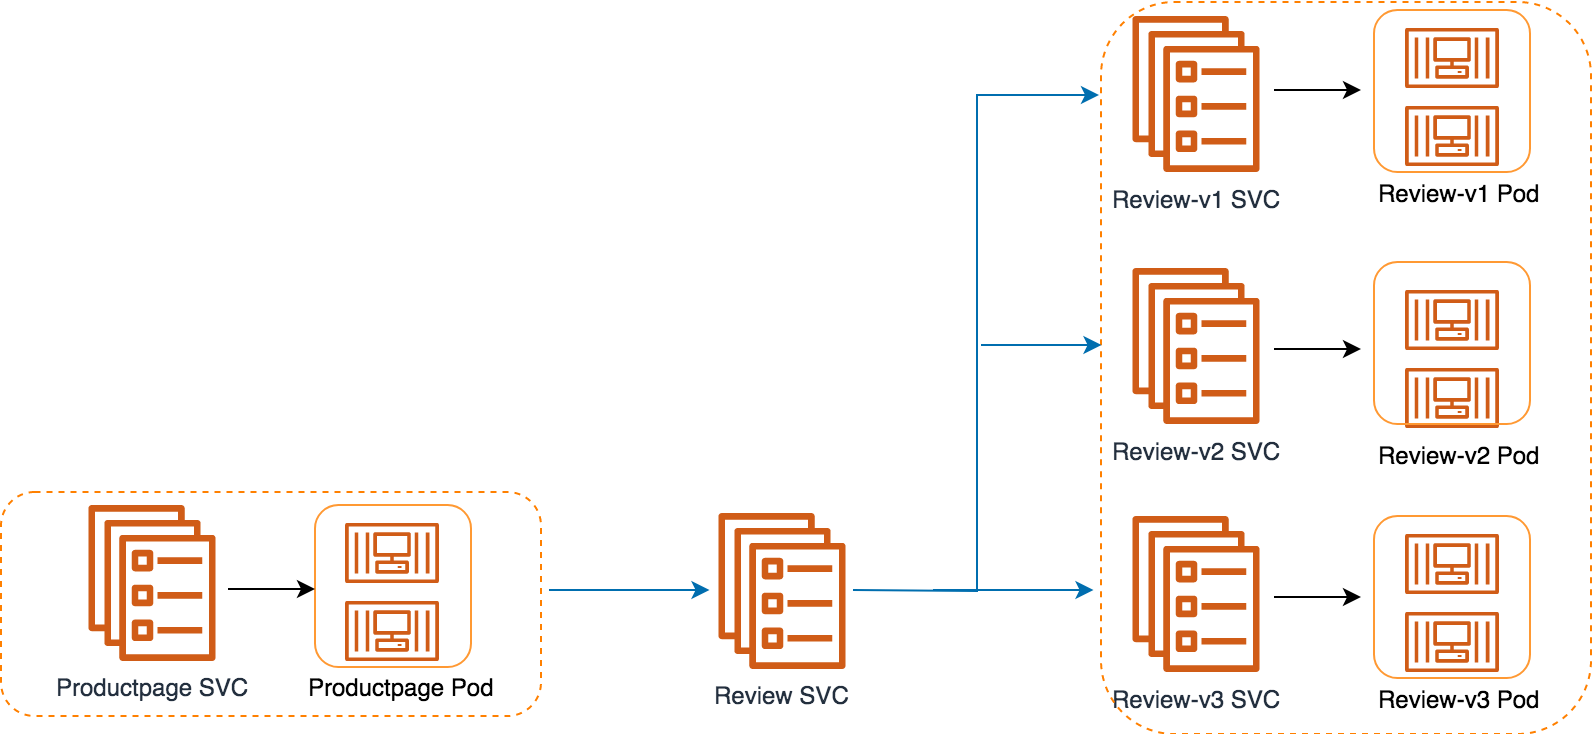 Review-v1 SVC
Review-v1 Pod
Review-v2 SVC
Review-v2 Pod
Productpage SVC
Productpage Pod
Review SVC
Review-v3 SVC
Review-v3 Pod